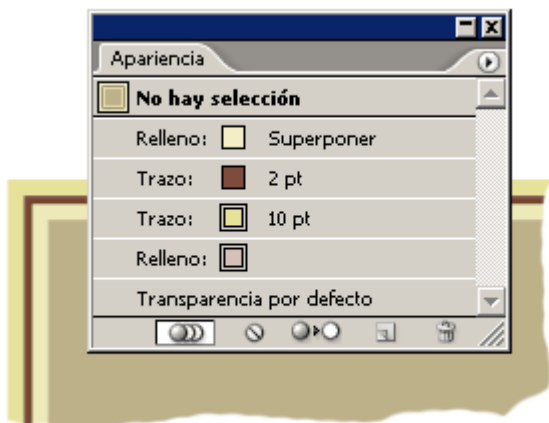 Apariencia
No hay selección
Relleno: Superponer
Trazo: 2 pt
Trazo: 10 pt
Relleno:
Transparencia por defecto